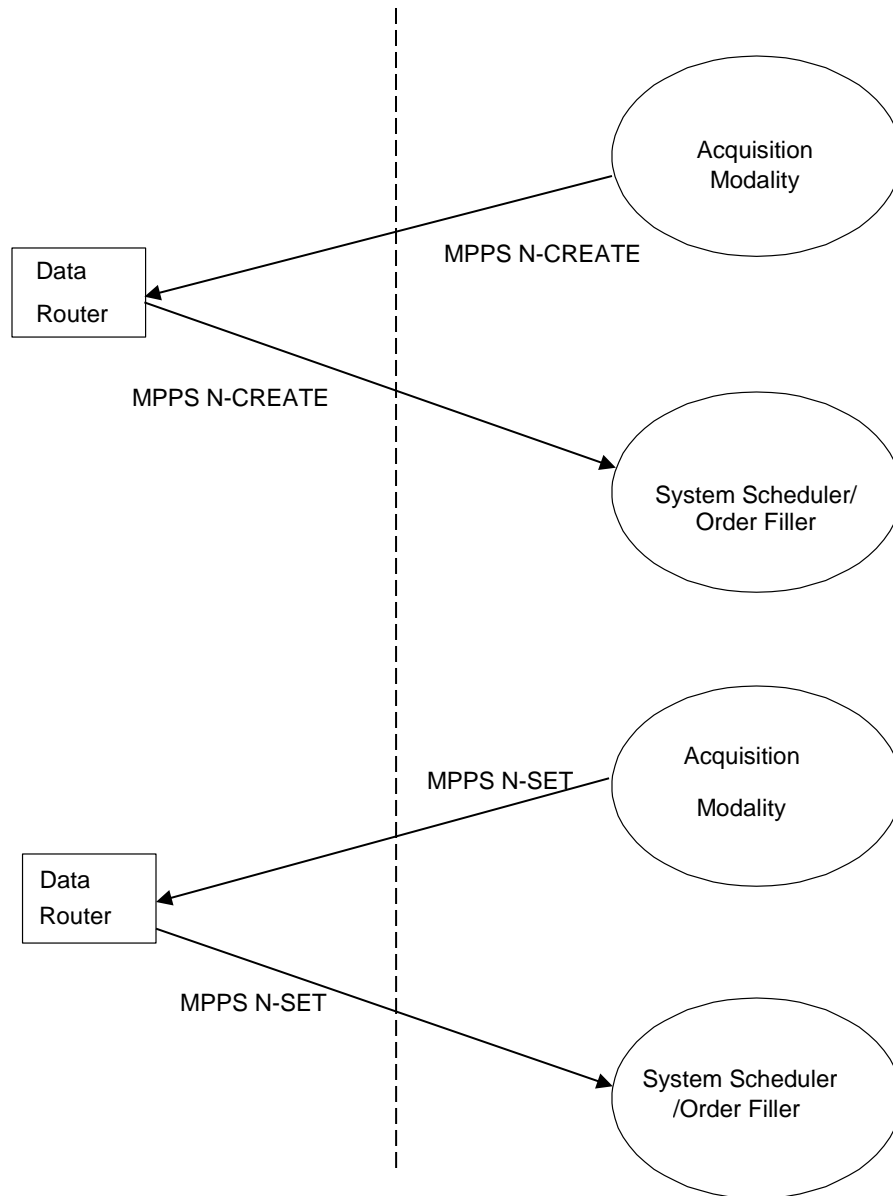 Acquisition
Modality
MPPS N-CREATE
Data
Router
MPPS N-CREATE
System Scheduler/
Order Filler
Acquisition
Modality
MPPS N-SET
Data
Router
MPPS N-SET
System Scheduler
/Order Filler